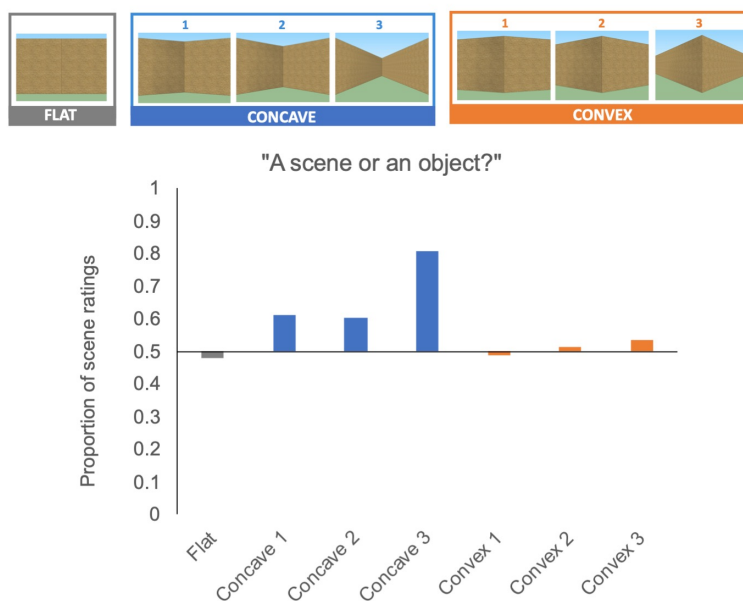 1 2 3
1 2 3
FLAT
CONCAVE
CONVEX
"A scene or an object?"
Proportion of scene ratings
1
0.9
0.8
0.7
0.6
0.5
0.4
0.3
0.2
0.1
0
Flat
Concave 1
Concave 2
Concave 3
Convex 1
Convex 2
Convex 3